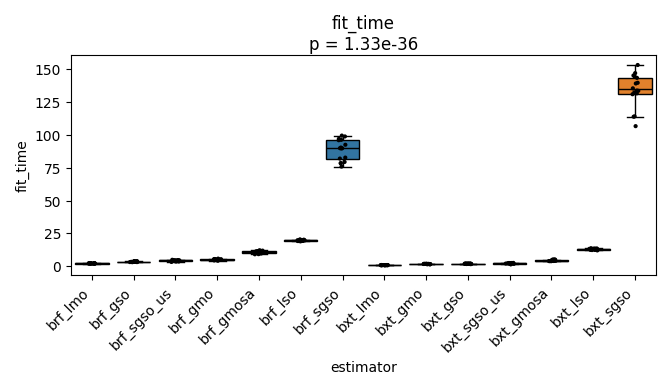 fit_time
p = 1.33e-36
fit_time
150
125
100
75
50
25
0
brf_lmo
brf_gso
brf_sgso_us
brf_gmo
brf_gmosa
brf_lso
brf_sgso
bxt_lmo
bxt_gmo
bxt_gso
bxt_sgso_us
bxt_gmosa
bxt_lso
bxt_sgso
estimator